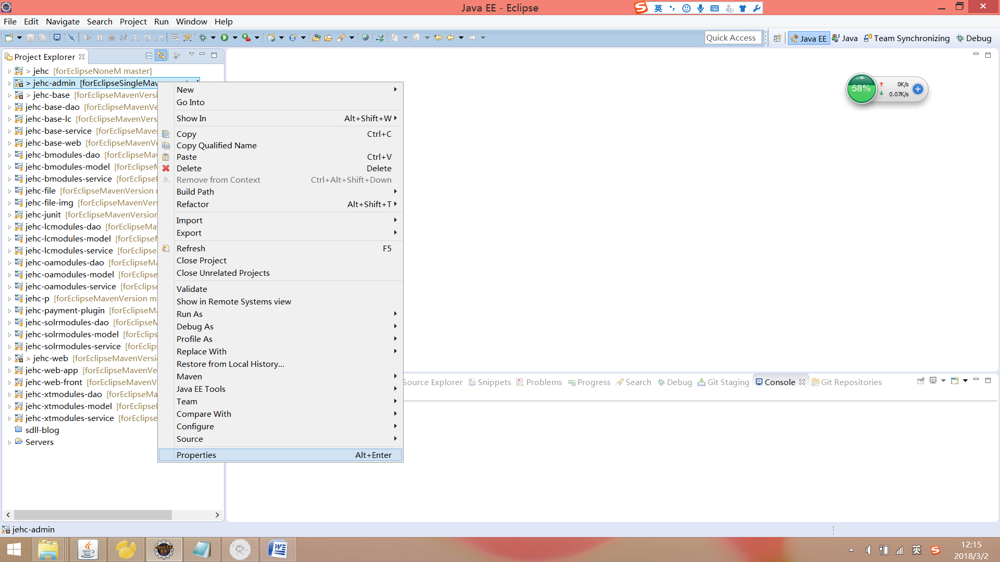 Java EE - Eclipse
英
File Edit Navigate Search Project Run Window Help
Quick Access
Java EE
Java
Team Synchronizing
Debug
Project Explorer
> jehc [forEclipseNoneM master]
> jehc-admin [forEclipseSingleMav
> jehc-base [forEclipseMavenVersi
jehc-base-dao [forEclipseMavenVe
jehc-base-lc [forEclipseMavenVers
jehc-base-service [forEclipseMaven
jehc-base-web [forEclipseMavenVe
jehc-bmodules-dao [forEclipseMav
jehc-bmodules-model [forEclipseM
jehc-bmodules-service [forEclipse
jehc-file [forEclipseMavenVersion
jehc-file-img [forEclipseMavenVers
jehc-junit [forEclipseMavenVersion
jehc-lcmodules-dao [forEclipseMa
jehc-lcmodules-model [forEclipseM
jehc-lcmodules-service [forEclipse
jehc-oamodules-dao [forEclipseMa
jehc-oamodules-model [forEclipse
jehc-oamodules-service [forEclipse
jehc-p [forEclipseMavenVersion m
jehc-payment-plugin [forEclipseMa
jehc-solrmodules-dao [forEclipseM
jehc-solrmodules-model [forEclips
jehc-solrmodules-service [forEclip
> jehc-web [forEclipseMavenVersi
jehc-web-app [forEclipseMavenVe
jehc-web-front [forEclipseMavenV
jehc-xtmodules-dao [forEclipseMa
jehc-xtmodules-model [forEclipse
jehc-xtmodules-service [forEclipse
sdll-blog
Servers
New
Go Into
Show In Alt+Shift+W
Copy Ctrl+C
Copy Qualified Name
Paste Ctrl+V
Delete Delete
Remove from Context Ctrl+Alt+Shift+Down
Build Path
Refactor Alt+Shift+T
Import
Export
Refresh F5
Close Project
Close Unrelated Projects
Validate
Show in Remote Systems view
Run As
Debug As
Profile As
Replace With
Restore from Local History...
Maven
Java EE Tools
Team
Compare With
Configure
Source
Properties Alt+Enter
58%
0K/s
0.07K/s
Source Explorer Snippets Problems Progress Search Debug Git Staging Console Git Repositories
jehc-admin
英
12:15
2018/3/2